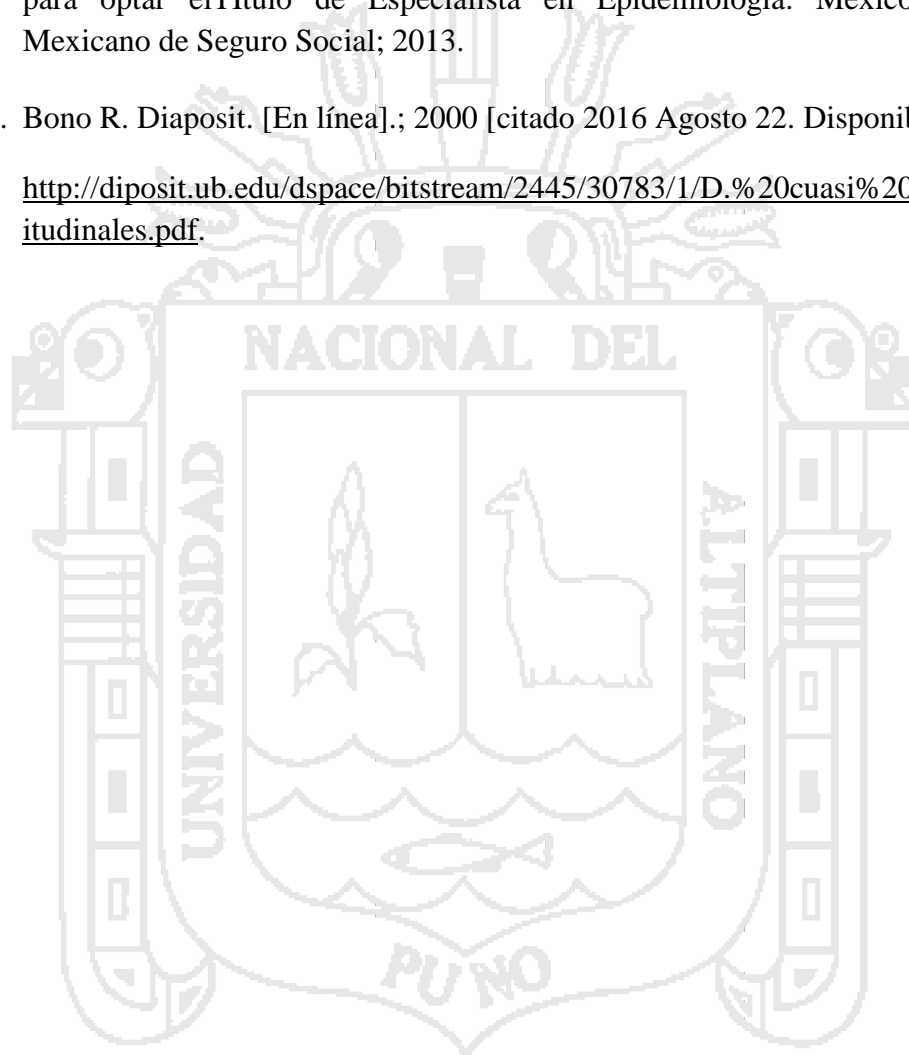 para optar elTítulo de Especialista en Epidemiología. México
Mexicano de Seguro Social; 2013.
. Bono R. Diaposit. [En línea].; 2000 [citado 2016 Agosto 22. Disponib
http://diposit.ub.edu/dspace/bitstream/2445/30783/1/D.%20cuasi%20
itudinales.pdf.
NACIONAL DEL
UNIVERSIDAD
ALTIPLANO
PUNO